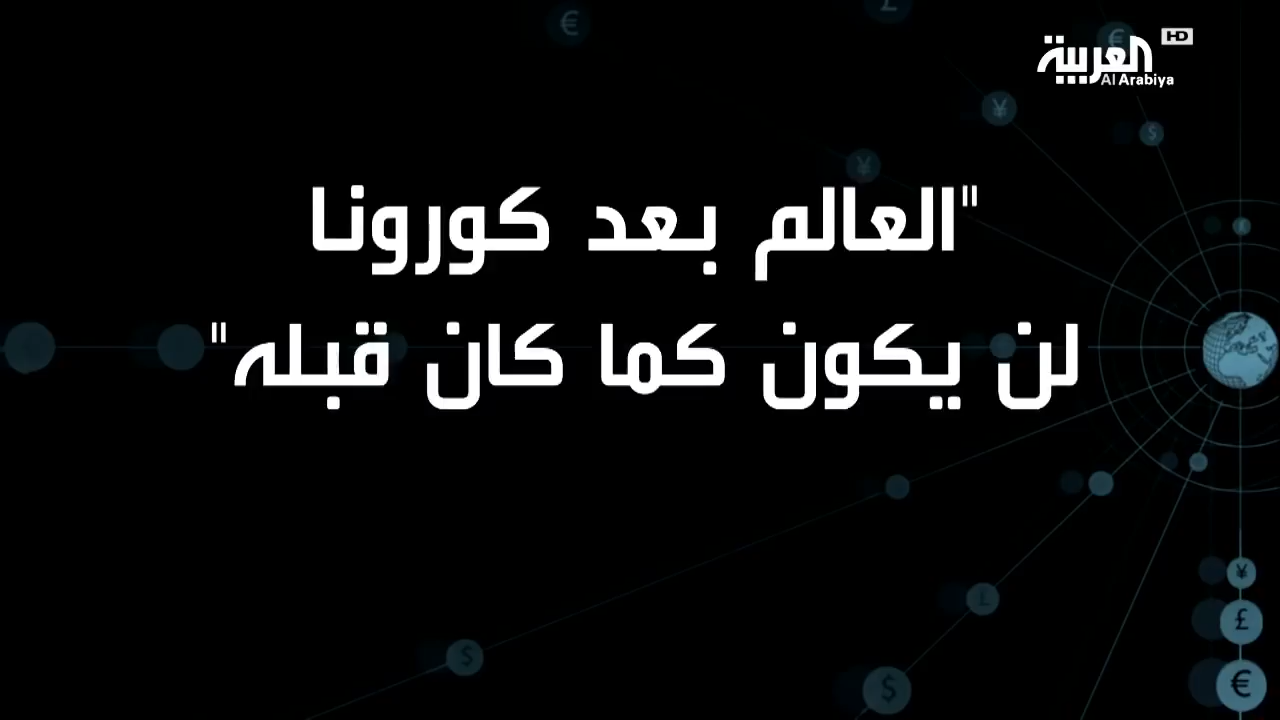 العربية HD
Al Arabiya
"العالم بعد كورونا
لن يكون كما كان قبله"